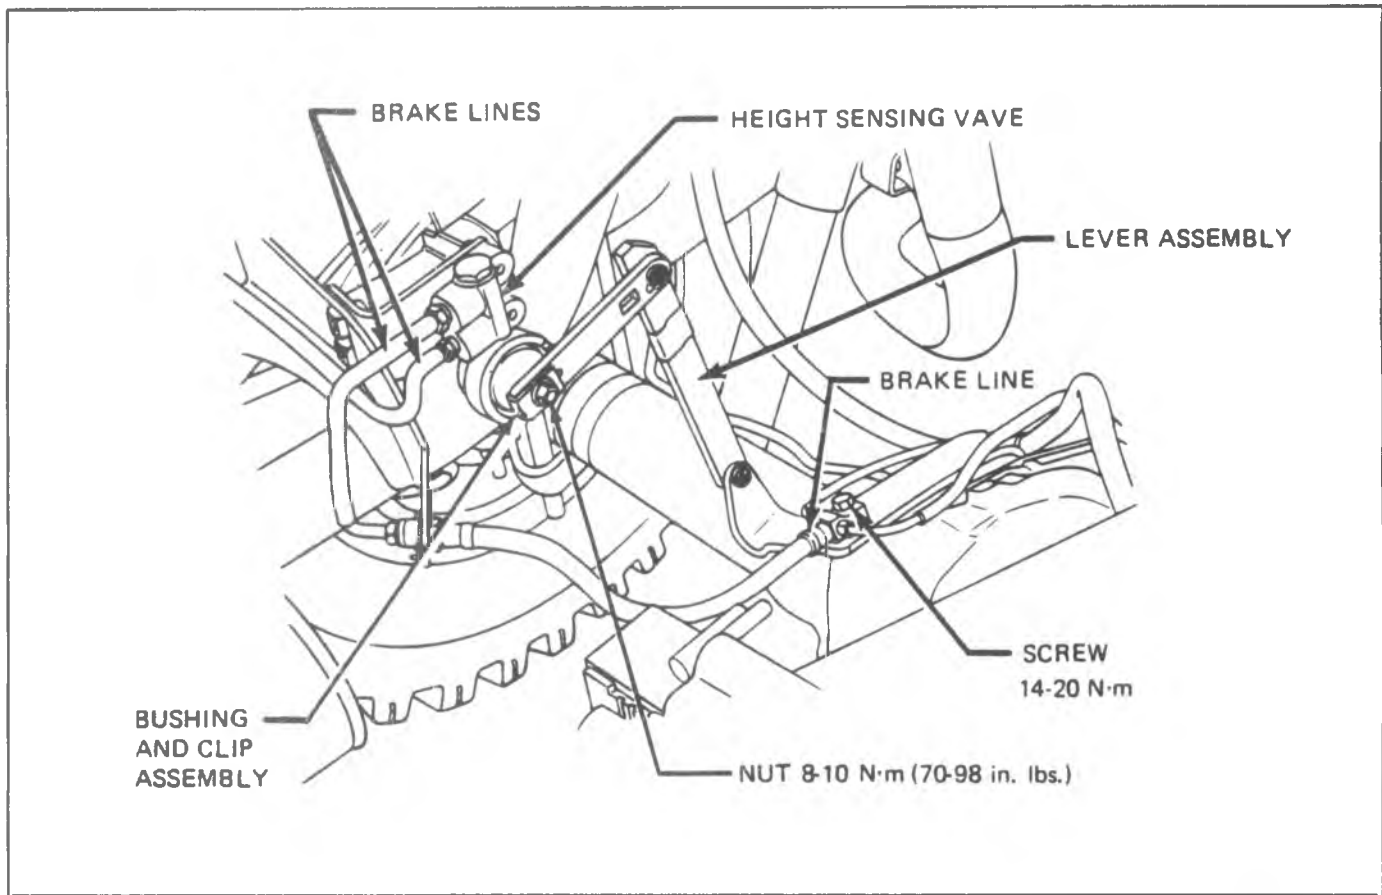 BRAKE LINES
HEIGHT SENSING VAVE
LEVER ASSEMBLY
BRAKE LINE
SCREW
14-20 N·m
BUSHING
AND CLIP
ASSEMBLY
NUT 8-10 N·m (70-98 in. lbs.)